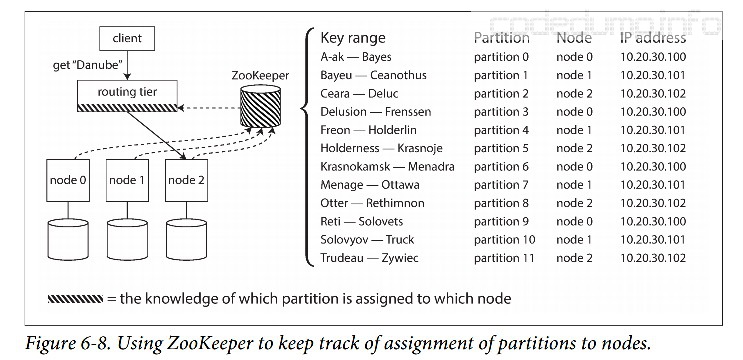 codedump.info
client
get "Danube"
routing tier
ZooKeeper
node 0 node 1 node 2
Key range Partition Node IP address
A-ak — Bayes partition 0 node 0 10.20.30.100
Bayeu — Ceanothus partition 1 node 1 10.20.30.101
Ceara — Deluc partition 2 node 2 10.20.30.102
Delusion — Frenssen partition 3 node 0 10.20.30.100
Freon — Holderlin partition 4 node 1 10.20.30.101
Holderness — Krasnoje partition 5 node 2 10.20.30.102
Krasnokamsk — Menadra partition 6 node 0 10.20.30.100
Menage — Ottawa partition 7 node 1 10.20.30.101
Otter — Rethimnon partition 8 node 2 10.20.30.102
Reti — Solovets partition 9 node 0 10.20.30.100
Solovyov — Truck partition 10 node 1 10.20.30.101
Trudeau — Zywiec partition 11 node 2 10.20.30.102
= the knowledge of which partition is assigned to which node
Figure 6-8. Using ZooKeeper to keep track of assignment of partitions to nodes.